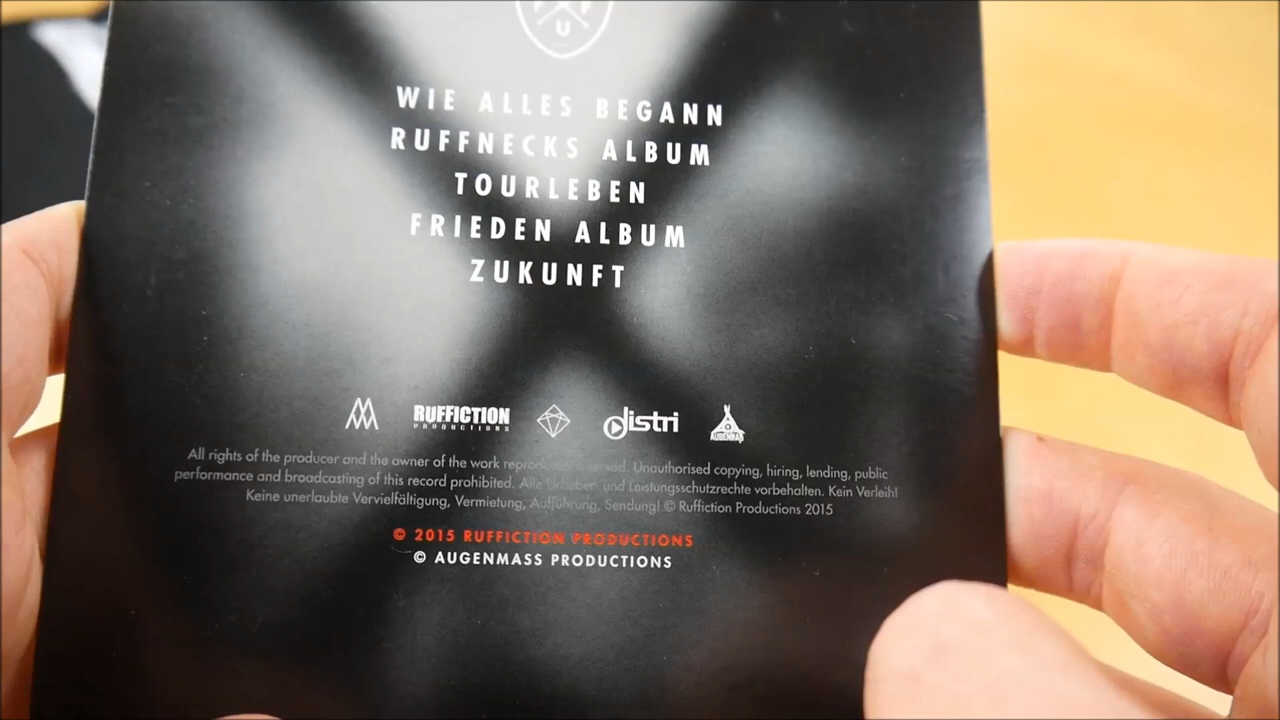 F F
U
WIE ALLES BEGANN
RUFFNECKS ALBUM
TOURLEBEN
FRIEDEN ALBUM
ZUKUNFT
RUFFICTION
PRODUCTIONS
distri
AUGENMASS
All rights of the producer and the owner of the work reproduced reserved. Unauthorised copying, hiring, lending, public
performance and broadcasting of this record prohibited. Alle Urheber- und Leistungsschutzrechte vorbehalten. Kein Verleih!
Keine unerlaubte Vervielfältigung, Vermietung, Aufführung, Sendung! © Ruffiction Productions 2015
© 2015 RUFFICTION PRODUCTIONS
© AUGENMASS PRODUCTIONS